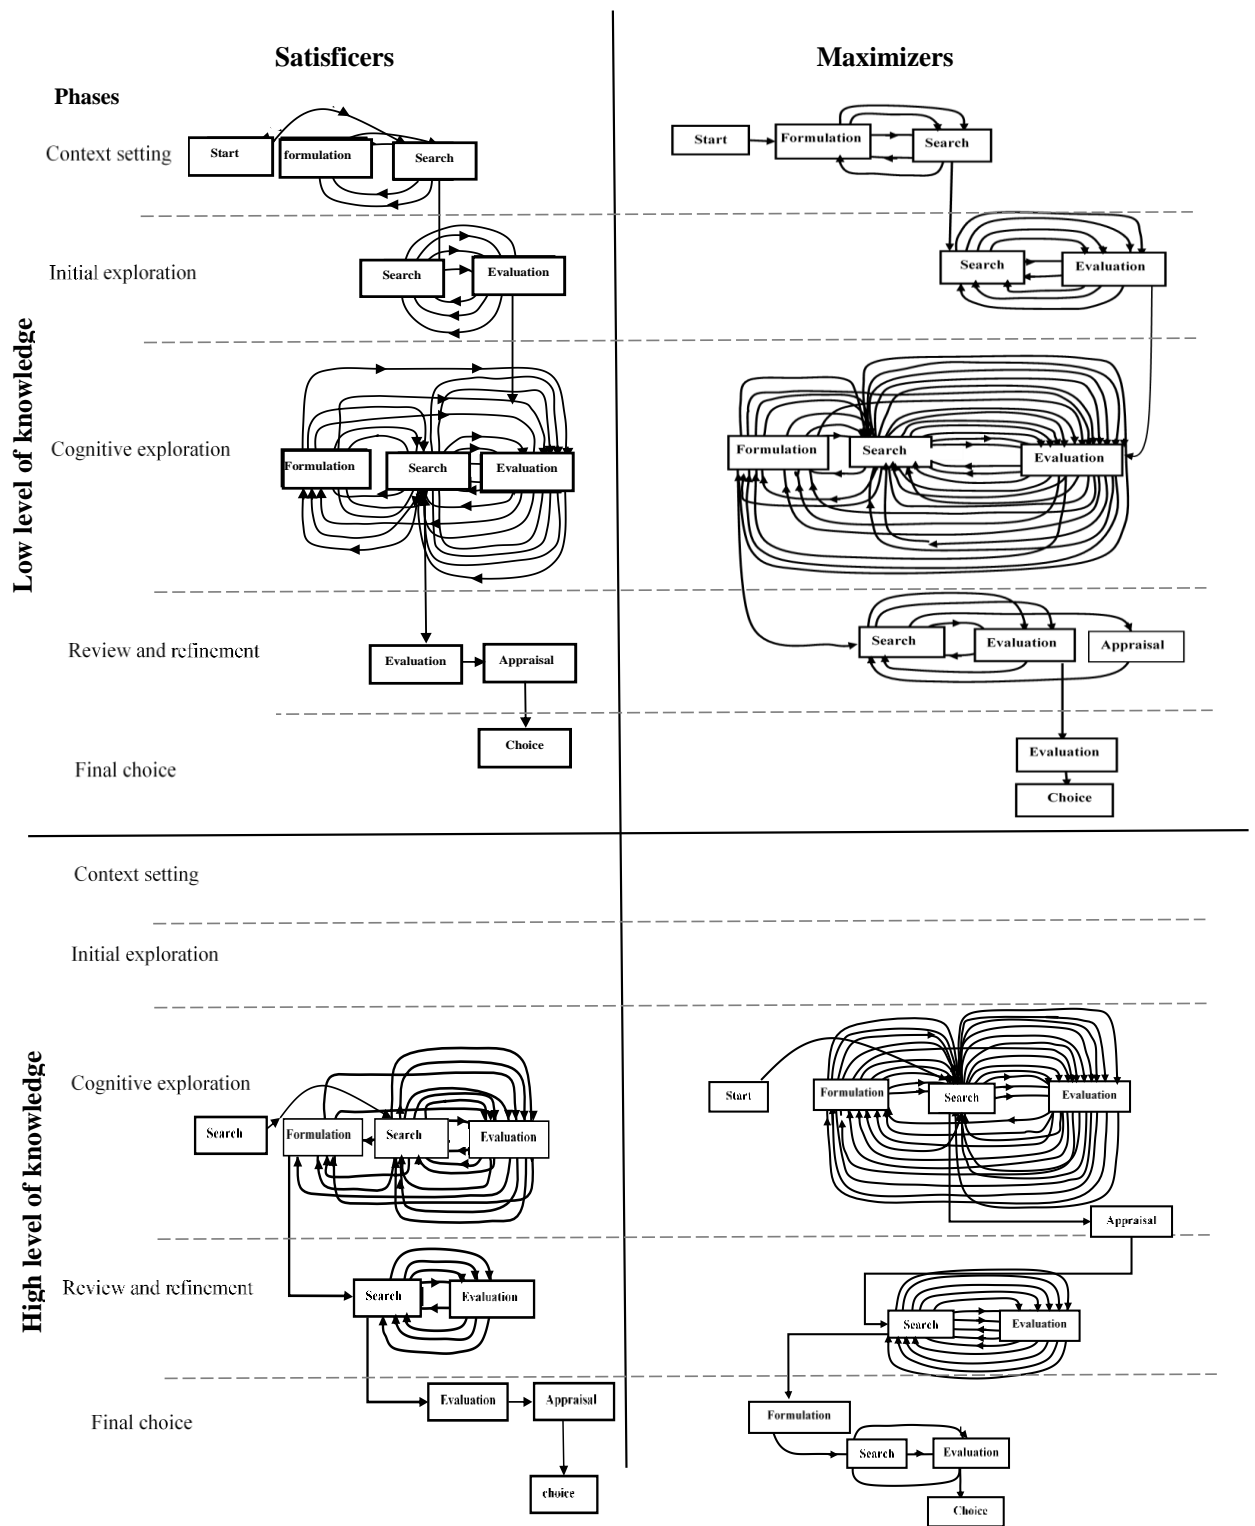 Satisficers
Maximizers
Phases
Context setting
Start
formulation
Search
Start
Formulation
Search
Initial exploration
Search
Evaluation
Search
Evaluation
Low level of knowledge
Cognitive exploration
Formulation
Search
Evaluation
Formulation
Search
Evaluation
Review and refinement
Evaluation
Appraisal
Search
Evaluation
Appraisal
Final choice
Choice
Evaluation
Choice
Context setting
Initial exploration
High level of knowledge
Cognitive exploration
Search
Formulation
Search
Evaluation
Start
Formulation
Search
Evaluation
Appraisal
Review and refinement
Search
Evaluation
Search
Evaluation
Final choice
Evaluation
Appraisal
choice
Formulation
Search
Evaluation
Choice